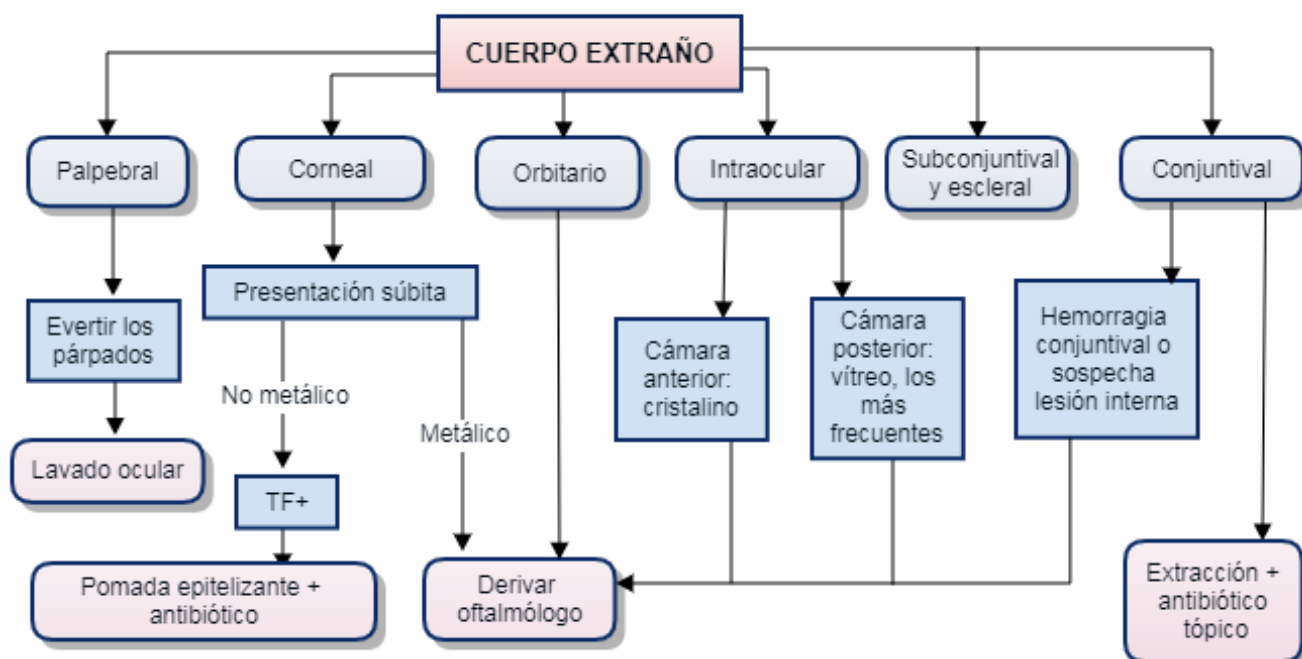 CUERPO EXTRAÑO
Palpebral
Corneal
Orbitario
Intraocular
Subconjuntival
y escleral
Conjuntival
Presentación súbita
Evertir los
párpados
Cámara
anterior:
cristalino
Cámara
posterior:
vítreo, los
más
frecuentes
Hemorragia
conjuntival o
sospecha
lesión interna
No metálico
Metálico
Lavado ocular
TF+
Pomada epitelizante +
antibiótico
Derivar
oftalmólogo
Extracción +
antibiótico
tópico